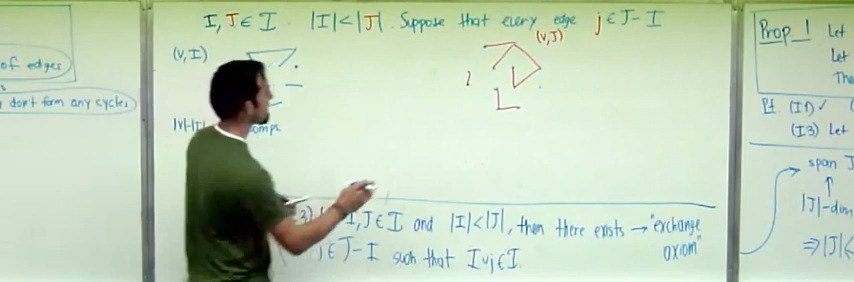 of edges
don't form any cycles
I, J ∈ I. |I| < |J|. Suppose that every edge j ∈ J - I
(V, I)
(V, J)
|V|-|I| comps.
I, J ∈ I and |I| < |J|, then there exists → "exchange
j ∈ J - I such that I ∪ j ∈ I. axiom"
Prop 1 Let
Let
The
Pf. (I1) ✓
(I3) Let
span J
|J|-dim
⇒ |J| ≤